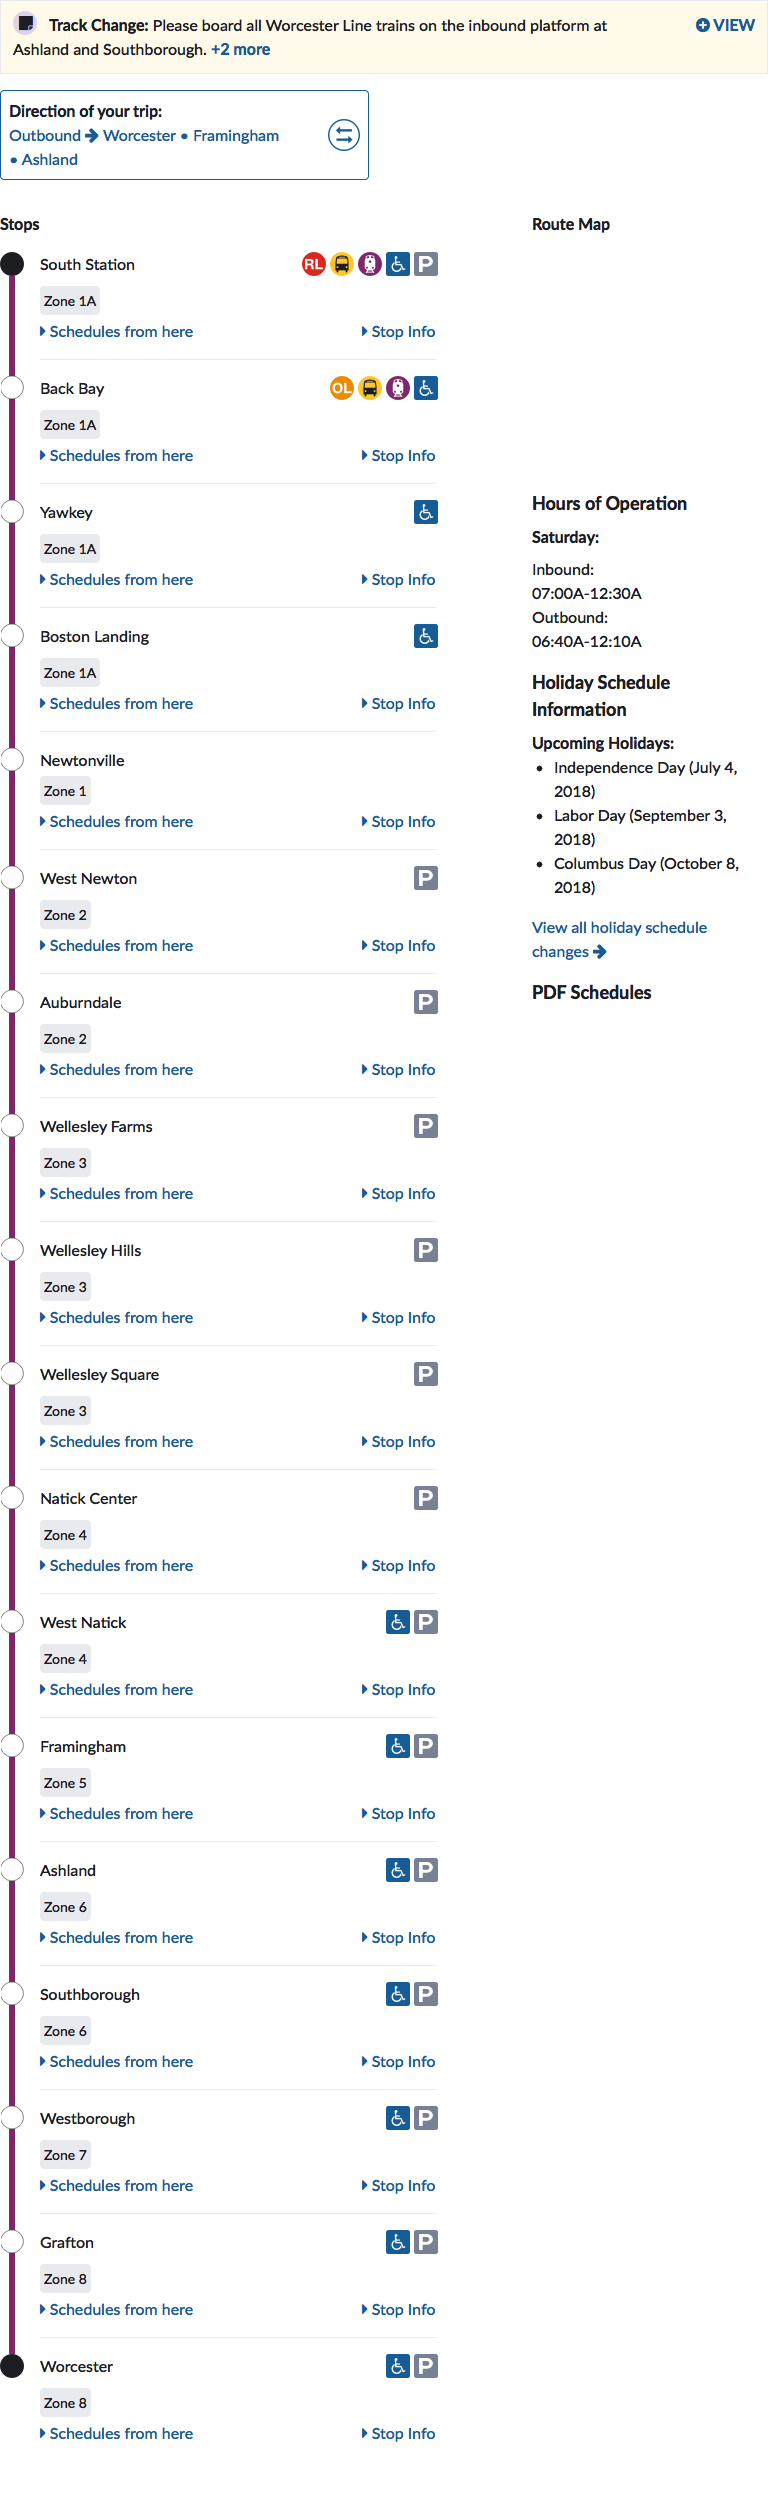 Track Change: Please board all Worcester Line trains on the inbound platform at
Ashland and Southborough. +2 more
VIEW
Direction of your trip:
Outbound Worcester • Framingham
• Ashland
Stops
South Station
RL
P
Zone 1A
Schedules from here
Stop Info
Back Bay
OL
Zone 1A
Schedules from here
Stop Info
Yawkey
Zone 1A
Schedules from here
Stop Info
Boston Landing
Zone 1A
Schedules from here
Stop Info
Newtonville
Zone 1
Schedules from here
Stop Info
West Newton
P
Zone 2
Schedules from here
Stop Info
Auburndale
P
Zone 2
Schedules from here
Stop Info
Wellesley Farms
P
Zone 3
Schedules from here
Stop Info
Wellesley Hills
P
Zone 3
Schedules from here
Stop Info
Wellesley Square
P
Zone 3
Schedules from here
Stop Info
Natick Center
P
Zone 4
Schedules from here
Stop Info
West Natick
P
Zone 4
Schedules from here
Stop Info
Framingham
P
Zone 5
Schedules from here
Stop Info
Ashland
P
Zone 6
Schedules from here
Stop Info
Southborough
P
Zone 6
Schedules from here
Stop Info
Westborough
P
Zone 7
Schedules from here
Stop Info
Grafton
P
Zone 8
Schedules from here
Stop Info
Worcester
P
Zone 8
Schedules from here
Stop Info
Route Map
Hours of Operation
Saturday:
Inbound:
07:00A-12:30A
Outbound:
06:40A-12:10A
Holiday Schedule
Information
Upcoming Holidays:
• Independence Day (July 4,
2018)
• Labor Day (September 3,
2018)
• Columbus Day (October 8,
2018)
View all holiday schedule
changes
PDF Schedules